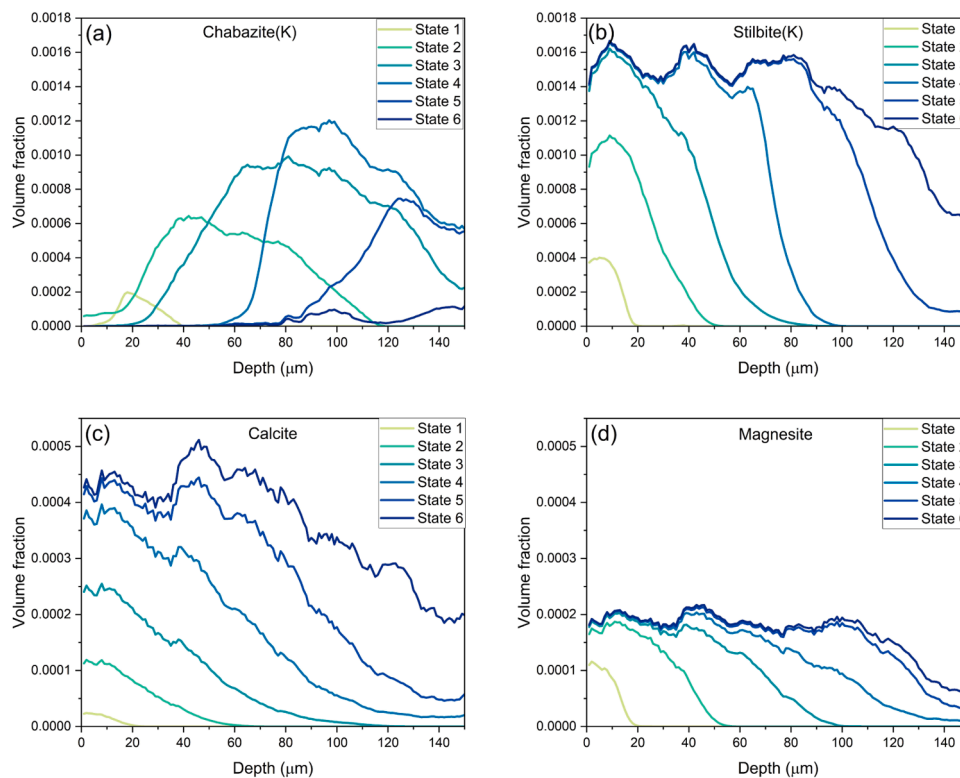 (a)
Chabazite(K)
State 1
State 2
State 3
State 4
State 5
State 6
0.0018
0.0016
0.0014
0.0012
0.0010
0.0008
0.0006
0.0004
0.0002
0.0000
Volume fraction
0 20 40 60 80 100 120 140
Depth (μm)
(b)
Stilbite(K)
State
State
State
State
State
State
0.0018
0.0016
0.0014
0.0012
0.0010
0.0008
0.0006
0.0004
0.0002
0.0000
Volume fraction
0 20 40 60 80 100 120 140
Depth (μm)
(c)
Calcite
State 1
State 2
State 3
State 4
State 5
State 6
0.0005
0.0004
0.0003
0.0002
0.0001
0.0000
Volume fraction
0 20 40 60 80 100 120 140
Depth (μm)
(d)
Magnesite
State
State
State
State
State
State
0.0005
0.0004
0.0003
0.0002
0.0001
0.0000
Volume fraction
0 20 40 60 80 100 120 140
Depth (μm)